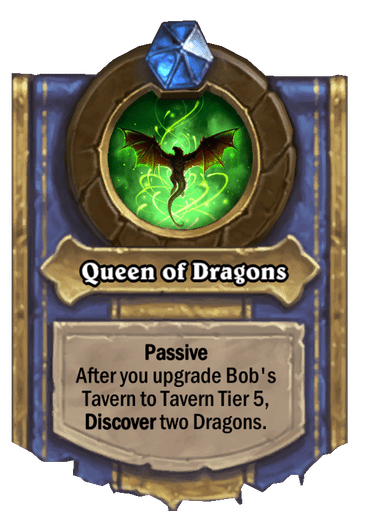 Queen of Dragons
Passive
After you upgrade Bob's
Tavern to Tavern Tier 5,
Discover two Dragons.